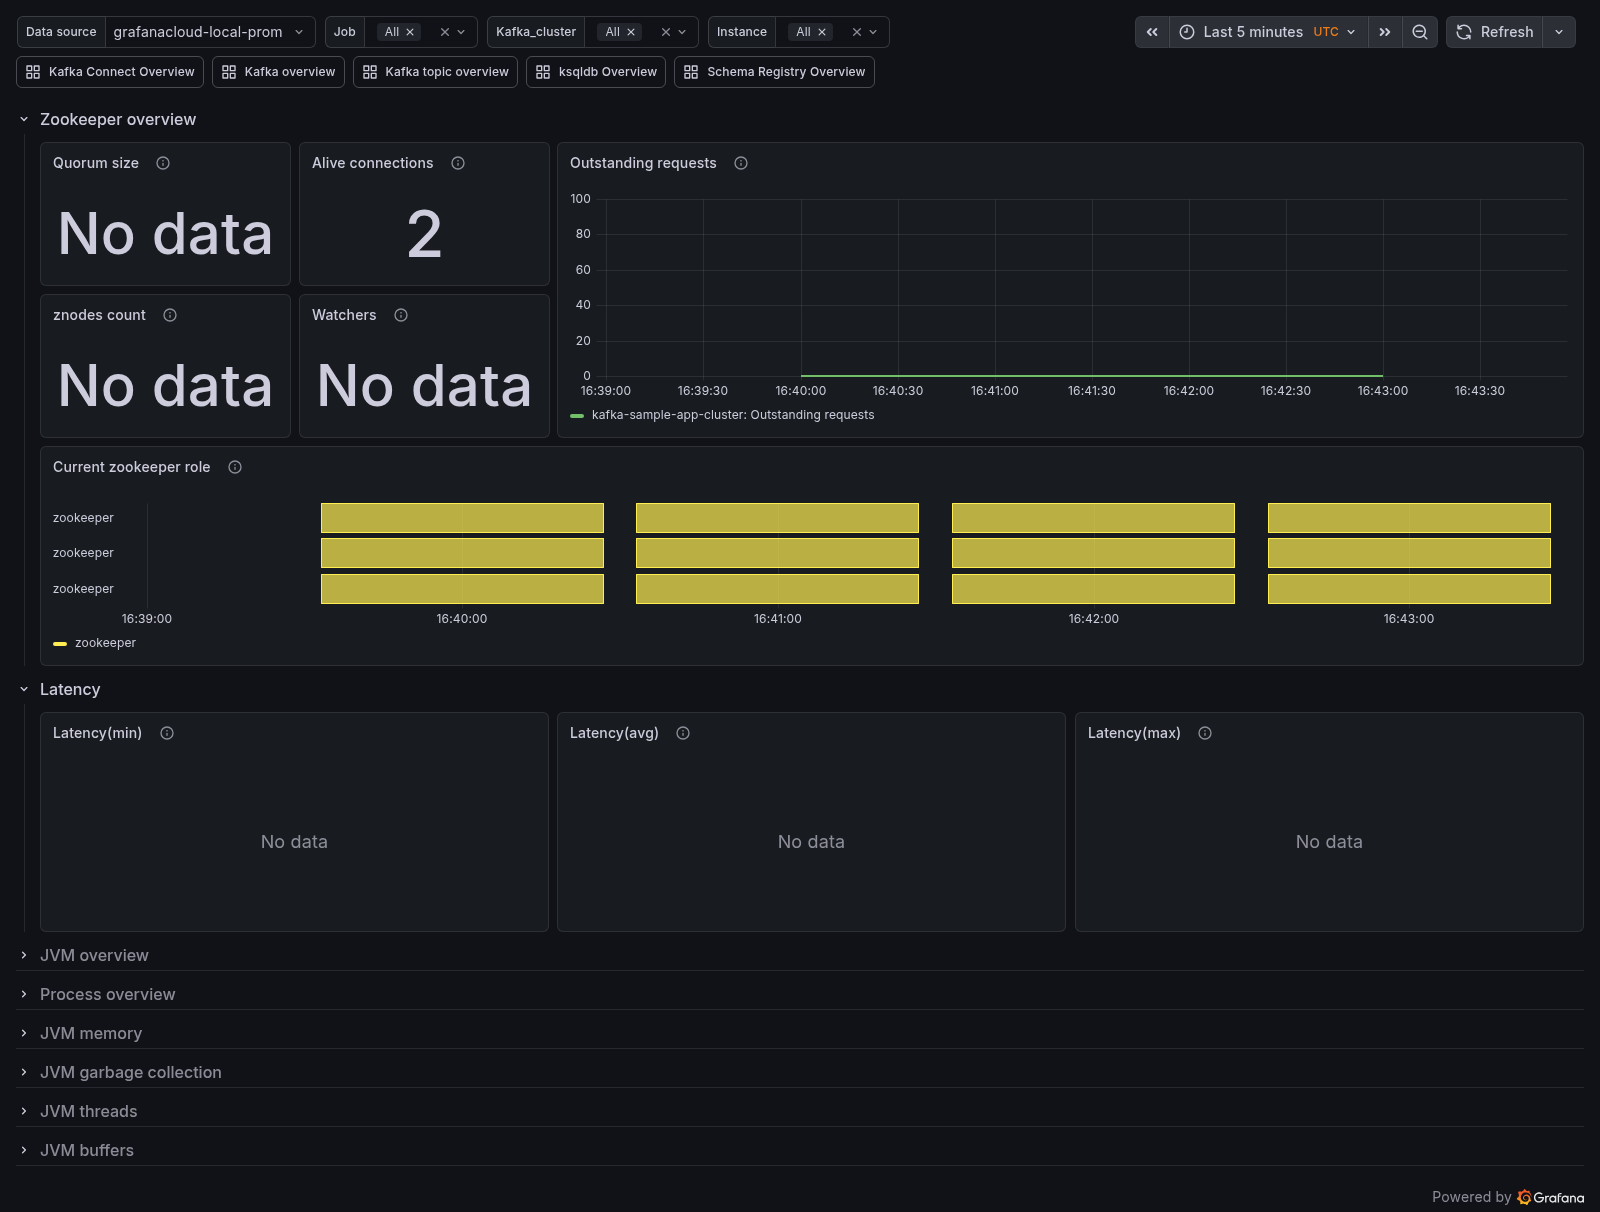 Data source grafanacloud-local-prom Job All Kafka_cluster All Instance All Last 5 minutes UTC Refresh
Kafka Connect Overview Kafka overview Kafka topic overview ksqldb Overview Schema Registry Overview
Zookeeper overview
Quorum size
No data
Alive connections
2
Outstanding requests
100
80
60
40
20
0
16:39:00 16:39:30 16:40:00 16:40:30 16:41:00 16:41:30 16:42:00 16:42:30 16:43:00 16:43:30
kafka-sample-app-cluster: Outstanding requests
znodes count
No data
Watchers
No data
Current zookeeper role
zookeeper
zookeeper
zookeeper
16:39:00 16:40:00 16:41:00 16:42:00 16:43:00
zookeeper
Latency
Latency(min)
No data
Latency(avg)
No data
Latency(max)
No data
JVM overview
Process overview
JVM memory
JVM garbage collection
JVM threads
JVM buffers
Powered by Grafana